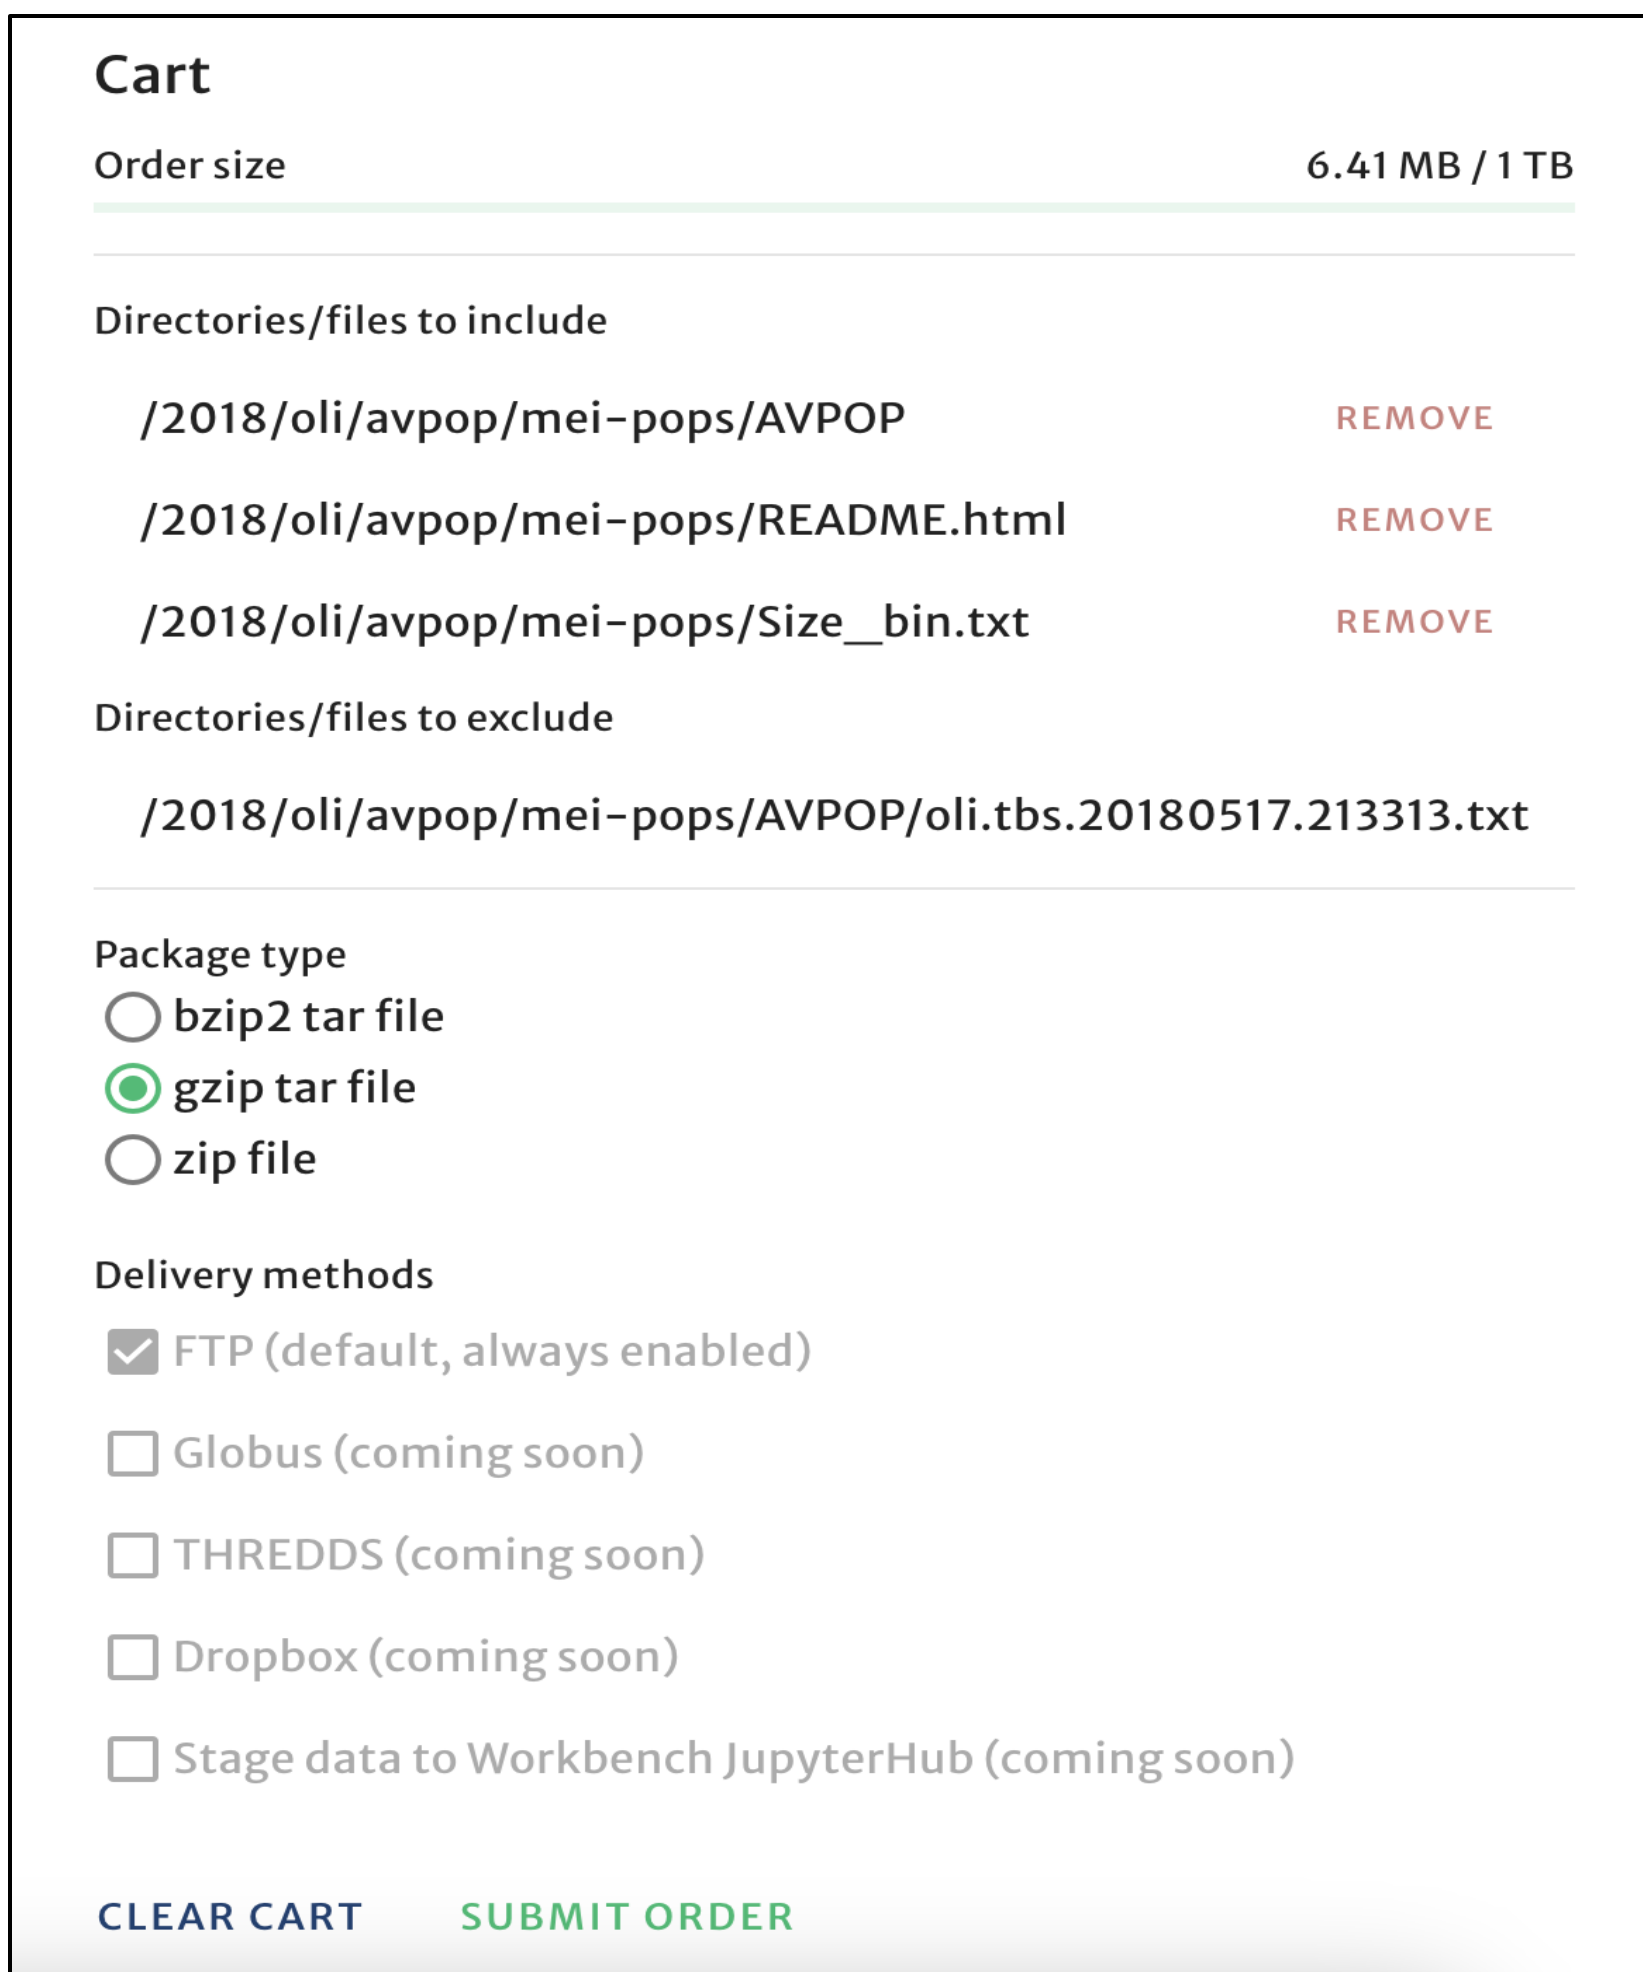 Cart
Order size 6.41 MB / 1 TB
Directories/files to include
/2018/oli/avpop/mei-pops/AVPOP REMOVE
/2018/oli/avpop/mei-pops/README.html REMOVE
/2018/oli/avpop/mei-pops/Size_bin.txt REMOVE
Directories/files to exclude
/2018/oli/avpop/mei-pops/AVPOP/oli.tbs.20180517.213313.txt
Package type
bzip2 tar file
gzip tar file
zip file
Delivery methods
FTP (default, always enabled)
Globus (coming soon)
THREDDS (coming soon)
Dropbox (coming soon)
Stage data to Workbench JupyterHub (coming soon)
CLEAR CART SUBMIT ORDER